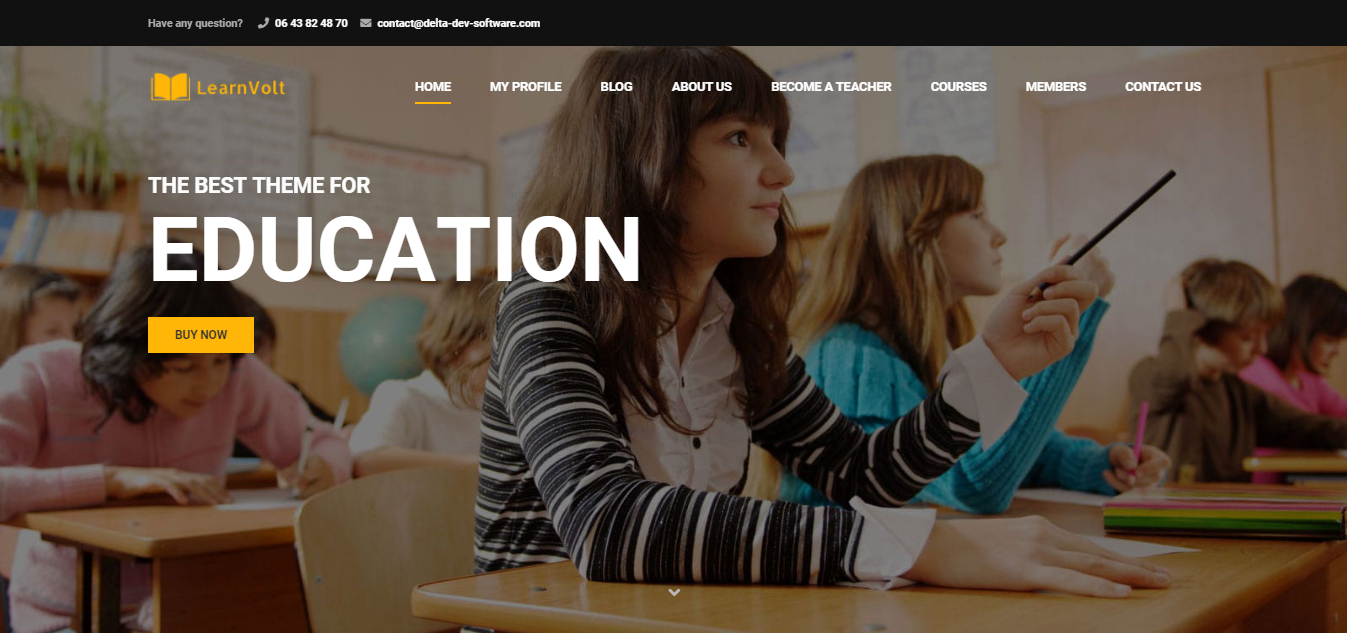 Have any question? 06 43 82 48 70 contact@delta-dev-software.com
LearnVolt HOME MY PROFILE BLOG ABOUT US BECOME A TEACHER COURSES MEMBERS CONTACT US
THE BEST THEME FOR
EDUCATION
BUY NOW